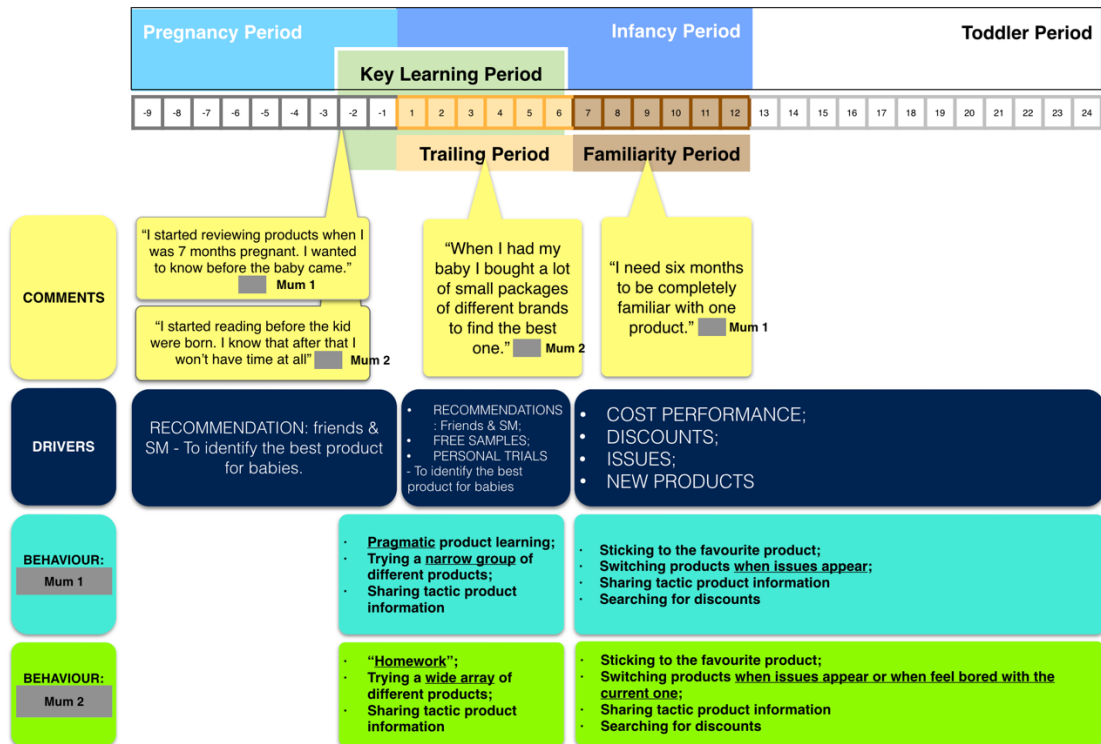 Pregnancy Period
Infancy Period
Toddler Period
Key Learning Period
-9 -8 -7 -6 -5 -4 -3 -2 -1 1 2 3 4 5 6 7 8 9 10 11 12 13 14 15 16 17 18 19 20 21 22 23 24
Trailing Period
Familiarity Period
COMMENTS
“I started reviewing products when I
was 7 months pregnant. I wanted
to know before the baby came.”
Mum 1
“I started reading before the kid
were born. I know that after that I
won’t have time at all”
Mum 2
“When I had my
baby I bought a lot
of small packages
of different brands
to find the best
one.”
Mum 2
“I need six months
to be completely
familiar with one
product.”
Mum 1
DRIVERS
RECOMMENDATION: friends &
SM - To identify the best product
for babies.
• RECOMMENDATIONS
: Friends & SM;
• FREE SAMPLES;
• PERSONAL TRIALS
- To identify the best
product for babies
• COST PERFORMANCE;
• DISCOUNTS;
• ISSUES;
• NEW PRODUCTS
BEHAVIOUR:
Mum 1
· Pragmatic product learning;
· Trying a narrow group of
different products;
· Sharing tactic product
information
· Sticking to the favourite product;
· Switching products when issues appear;
· Sharing tactic product information
· Searching for discounts
BEHAVIOUR:
Mum 2
· “Homework”;
· Trying a wide array of
different products;
· Sharing tactic product
information
· Sticking to the favourite product;
· Switching products when issues appear or when feel bored with the
current one;
· Sharing tactic product information
· Searching for discounts